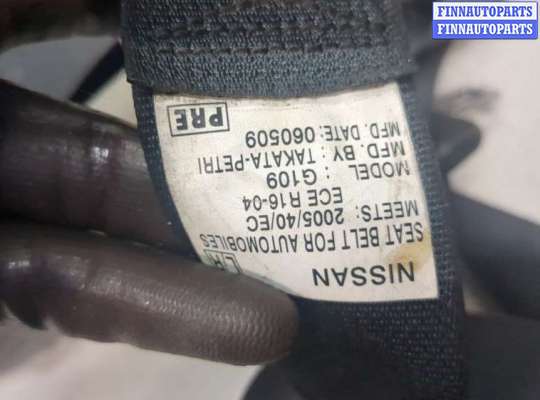 FINNAUTOPARTS
FINNAUTOPARTS
NISSAN
SEAT BELT FOR AUTOMOBILES
MEETS: 2005/40/EC
ECE R16-04
MODEL : G109
MFD. BY : TAKATA-PETRI
MFD. DATE: 060509
PRE